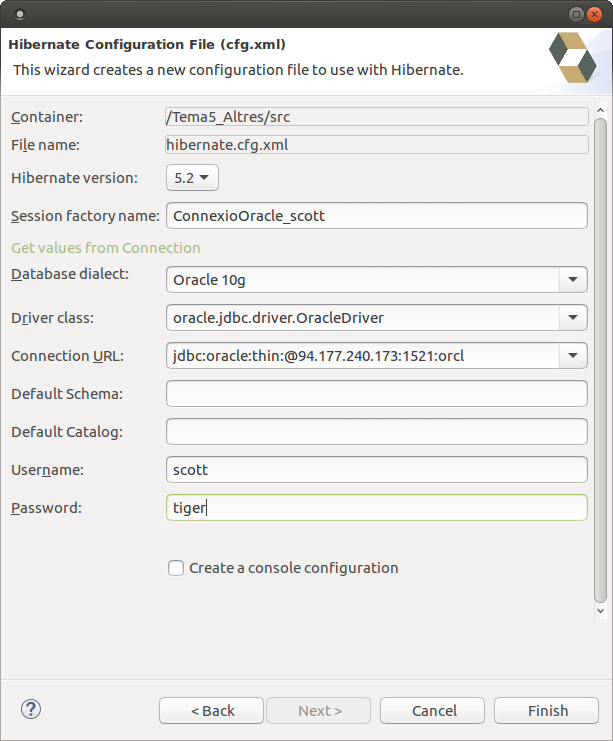 Hibernate Configuration File (cfg.xml)
This wizard creates a new configuration file to use with Hibernate.
Container: /Tema5_Altres/src
File name: hibernate.cfg.xml
Hibernate version: 5.2
Session factory name: ConnexioOracle_scott
Get values from Connection
Database dialect: Oracle 10g
Driver class: oracle.jdbc.driver.OracleDriver
Connection URL: jdbc:oracle:thin:@94.177.240.173:1521:orcl
Default Schema:
Default Catalog:
Username: scott
Password: tiger
Create a console configuration
? < Back Next > Cancel Finish